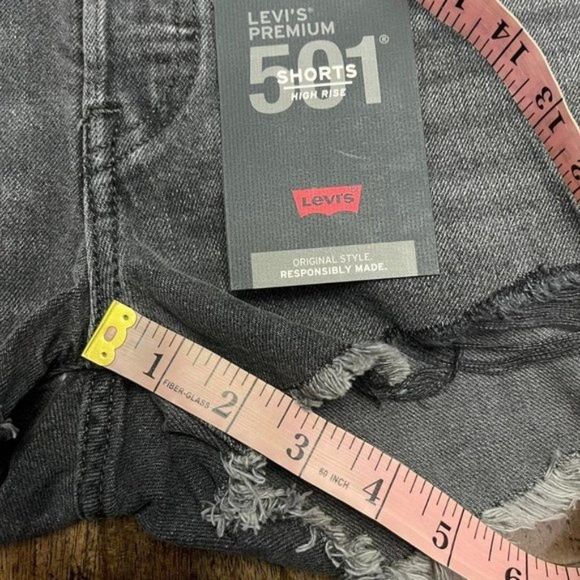 LEVI'S®
PREMIUM
501®
SHORTS
HIGH RISE
LEVI'S
ORIGINAL STYLE.
RESPONSIBLY MADE.
14
13
1
FIBER-GLASS
2
3
60 INCH
4
5
6